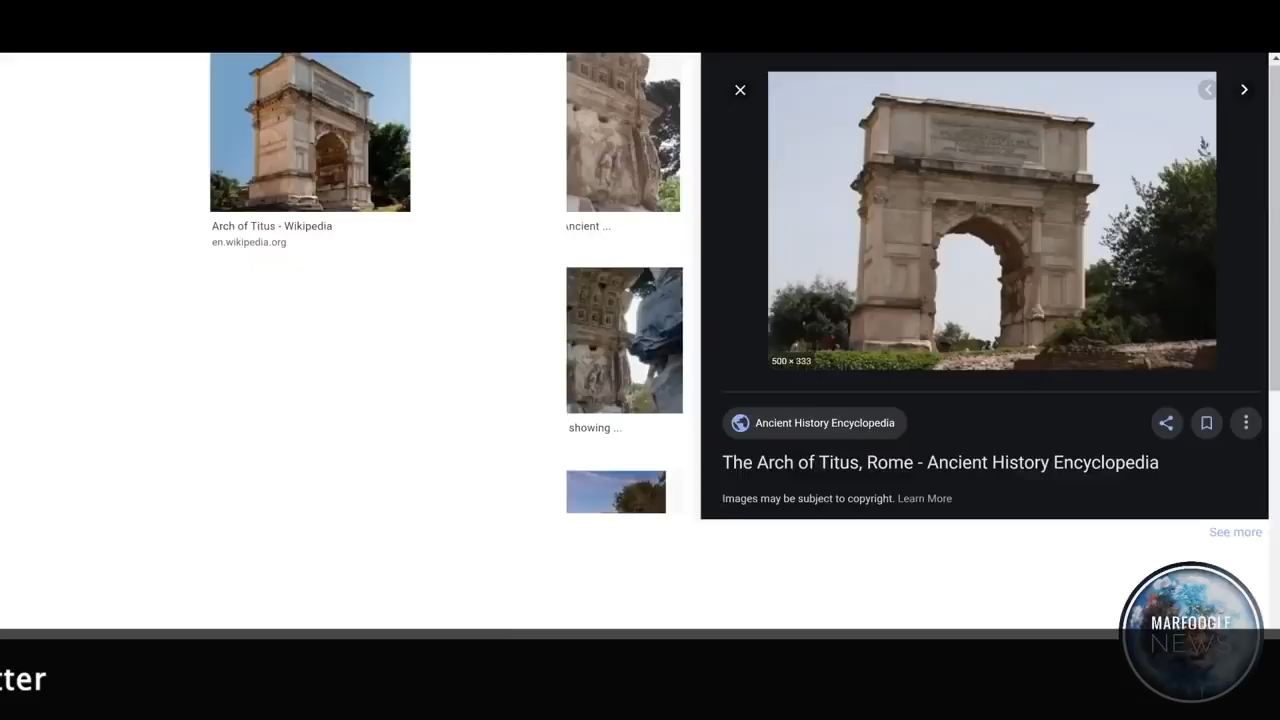 Arch of Titus - Wikipedia
en.wikipedia.org
Ancient ...
showing ...
500 × 333
Ancient History Encyclopedia
The Arch of Titus, Rome - Ancient History Encyclopedia
Images may be subject to copyright. Learn More
See more
MARFOOGLE
NEWS
tter